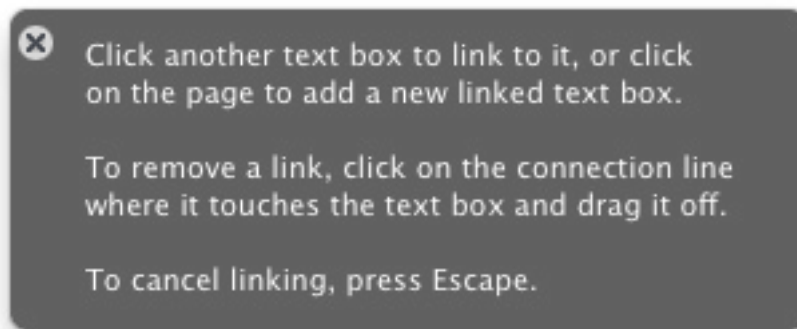 Click another text box to link to it, or click
on the page to add a new linked text box.
To remove a link, click on the connection line
where it touches the text box and drag it off.
To cancel linking, press Escape.